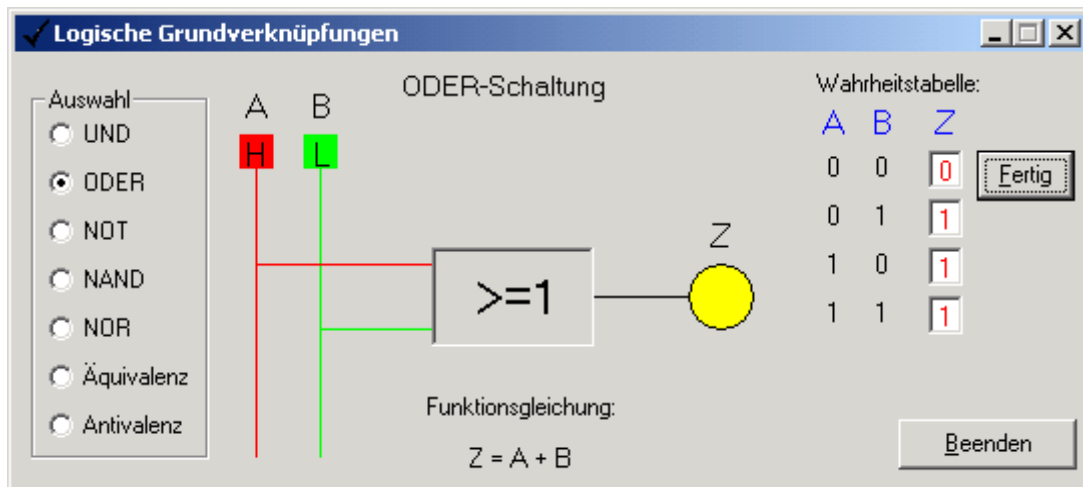 Logische Grundverknüpfungen
Auswahl
UND
ODER
NOT
NAND
NOR
Äquivalenz
Antivalenz
ODER-Schaltung
A B
H L
>=1
Z
Funktionsgleichung:
Z = A + B
Wahrheitstabelle:
A B Z
0 0 0
0 1 1
1 0 1
1 1 1
Fertig
Beenden